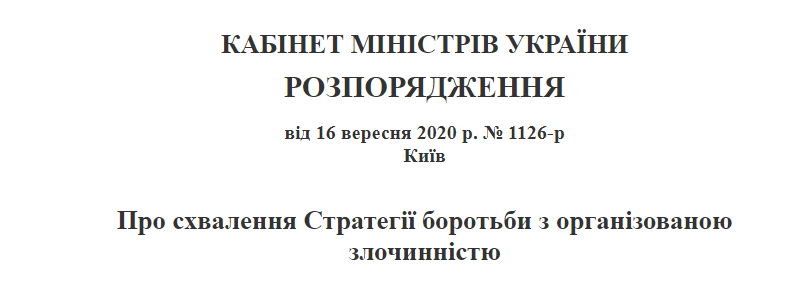 КАБІНЕТ МІНІСТРІВ УКРАЇНИ
РОЗПОРЯДЖЕННЯ
від 16 вересня 2020 р. № 1126-р
Київ
Про схвалення Стратегії боротьби з організованою
злочинністю